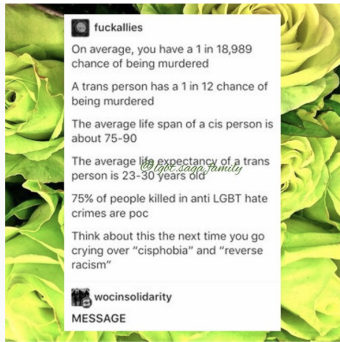 fuckallies
On average, you have a 1 in 18,989
chance of being murdered
A trans person has a 1 in 12 chance of
being murdered
The average life span of a cis person is
about 75-90
The average life expectancy of a trans
person is 23-30 years old
@lgbt.saga.family
75% of people killed in anti LGBT hate
crimes are poc
Think about this the next time you go
crying over "cisphobia" and "reverse
racism"
wocinsolidarity
MESSAGE